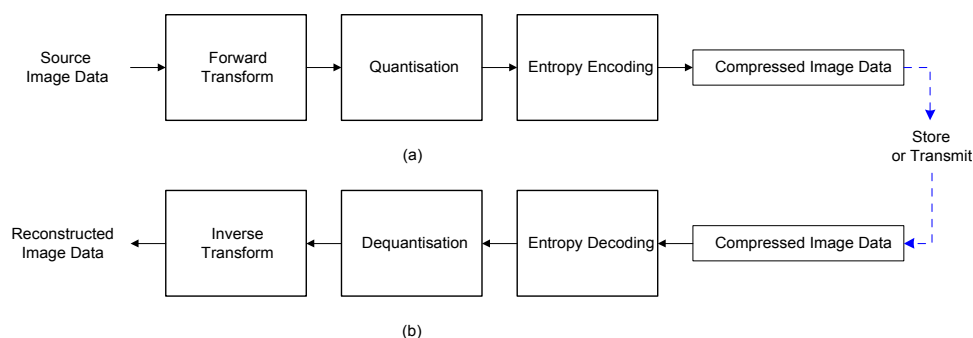 Source
Image Data
Forward
Transform
Quantisation
Entropy Encoding
Compressed Image Data
(a)
Store
or Transmit
Reconstructed
Image Data
Inverse
Transform
Dequantisation
Entropy Decoding
Compressed Image Data
(b)